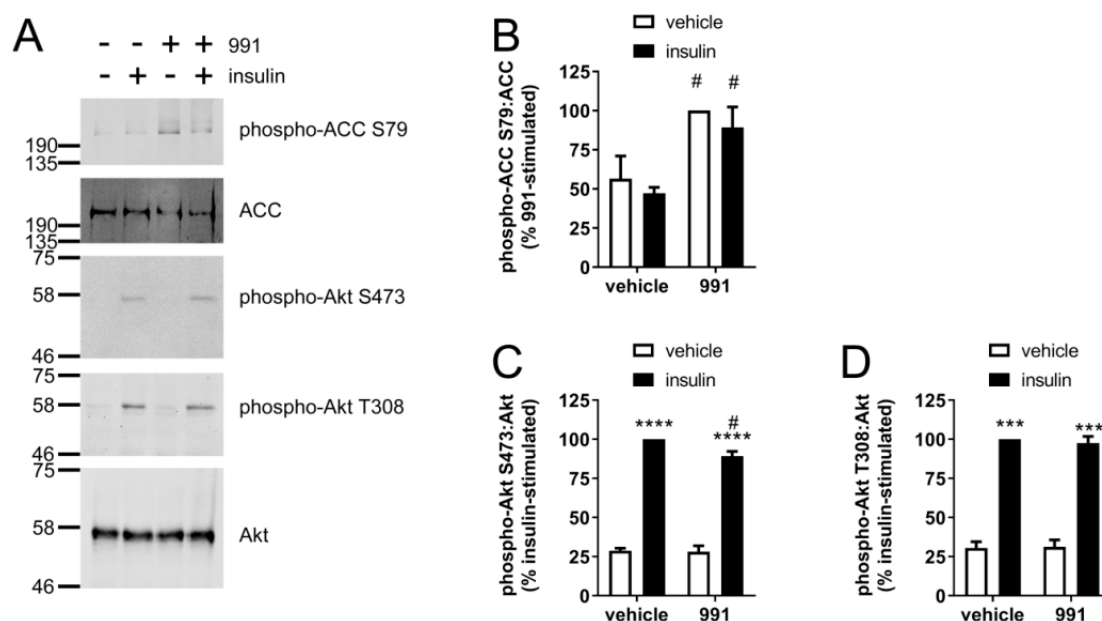 A
- - + + 991
- + - + insulin
phospho-ACC S79
190
135
ACC
190
135
75
58
phospho-Akt S473
46
75
58
phospho-Akt T308
46
75
58
Akt
46
B
vehicle
insulin
phospho-ACC S79:ACC
(% 991-stimulated)
125
100
75
50
25
0
# #
vehicle 991
C
vehicle
insulin
phospho-Akt S473:Akt
(% insulin-stimulated)
125
100
75
50
25
0
****
#
****
vehicle 991
D
vehicle
insulin
phospho-Akt T308:Akt
(% insulin-stimulated)
125
100
75
50
25
0
*** ***
vehicle 991